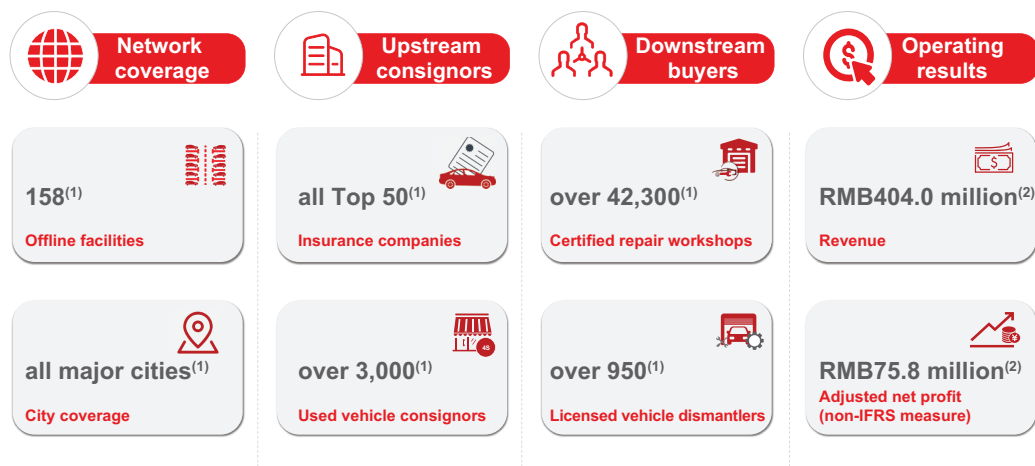 Network
coverage
Upstream
consignors
Downstream
buyers
Operating
results
158(1)
Offline facilities
all Top 50(1)
Insurance companies
over 42,300(1)
Certified repair workshops
RMB404.0 million(2)
Revenue
all major cities(1)
City coverage
over 3,000(1)
4S
Used vehicle consignors
over 950(1)
Licensed vehicle dismantlers
RMB75.8 million(2)
Adjusted net profit
(non-IFRS measure)